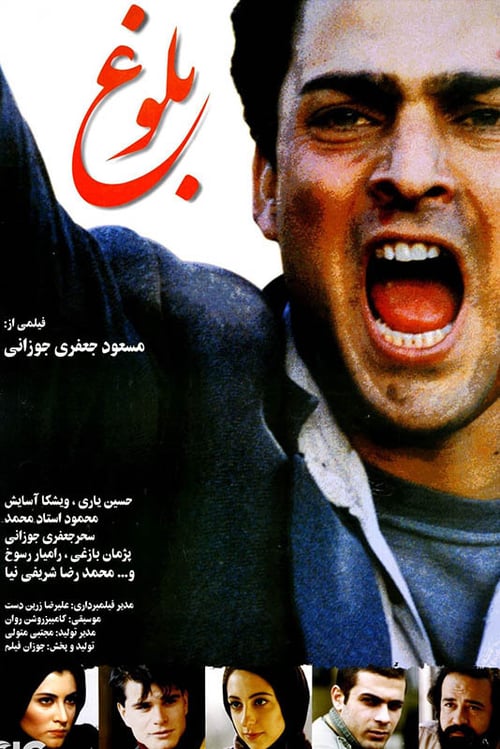 بلوغ
فیلمی از:
مسعود جعفری جوزانی
حسین یاری ، ویشکا آسایش
محمود استاد محمد
سحرجعفری جوزانی
پژمان بازغی ، رامیار رسوخ
و... محمد رضا شریفی نیا
مدیر فیلمبرداری: علیرضا زرین دست
موسیقی: کامبیزروشن روان
مدیر تولید: مجتبی متولی
تولید و پخش: جوزان فیلم